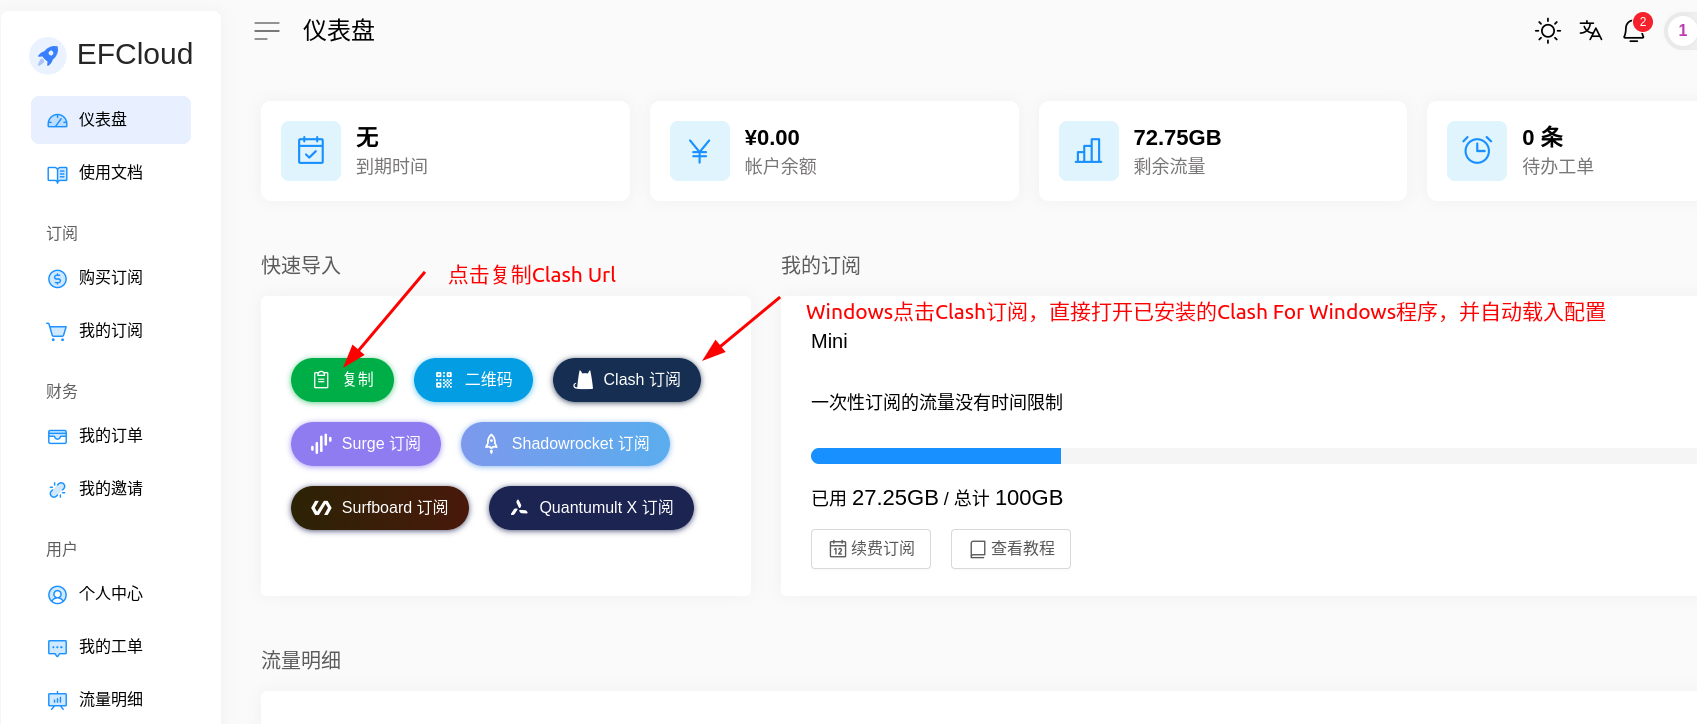 EFCloud
仪表盘
使用文档
订阅
购买订阅
我的订阅
财务
我的订单
我的邀请
用户
个人中心
我的工单
流量明细
仪表盘
2
1
无
到期时间
¥0.00
帐户余额
72.75GB
剩余流量
0 条
待办工单
快速导入
点击复制Clash Url
复制
二维码
Clash 订阅
Surge 订阅
Shadowrocket 订阅
Surfboard 订阅
Quantumult X 订阅
我的订阅
Windows点击Clash订阅，直接打开已安装的Clash For Windows程序，并自动载入配置
Mini
一次性订阅的流量没有时间限制
已用 27.25GB / 总计 100GB
12 续费订阅
查看教程
流量明细